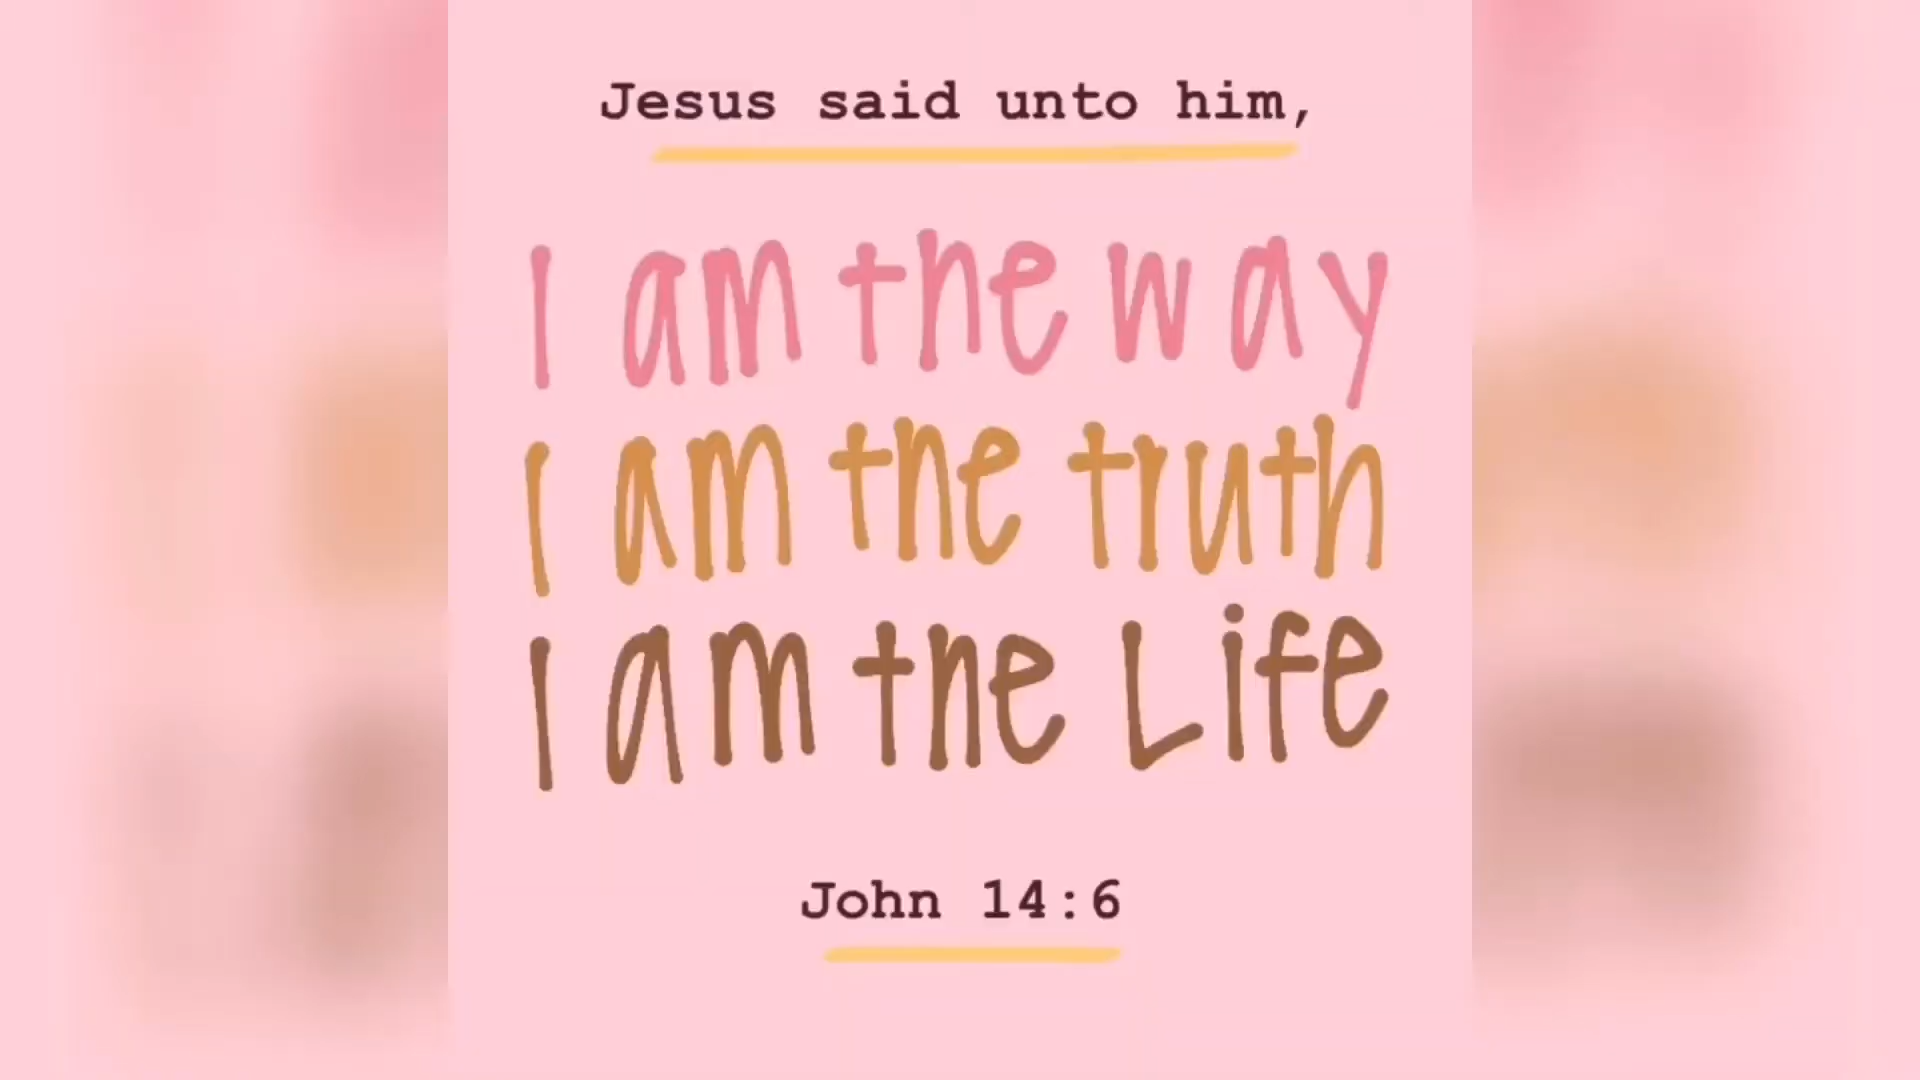 Jesus said unto him,
I am the way
I am the truth
I am the Life
John 14:6